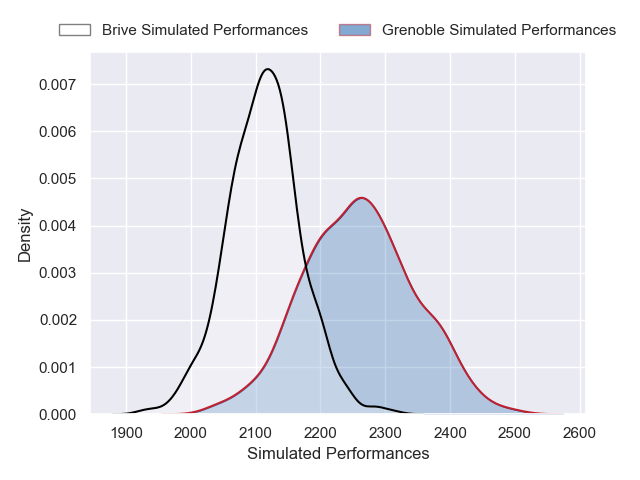 Brive Simulated Performances
Grenoble Simulated Performances
0.007
0.006
0.005
0.004
0.003
0.002
0.001
0.000
Density
1900 2000 2100 2200 2300 2400 2500 2600
Simulated Performances